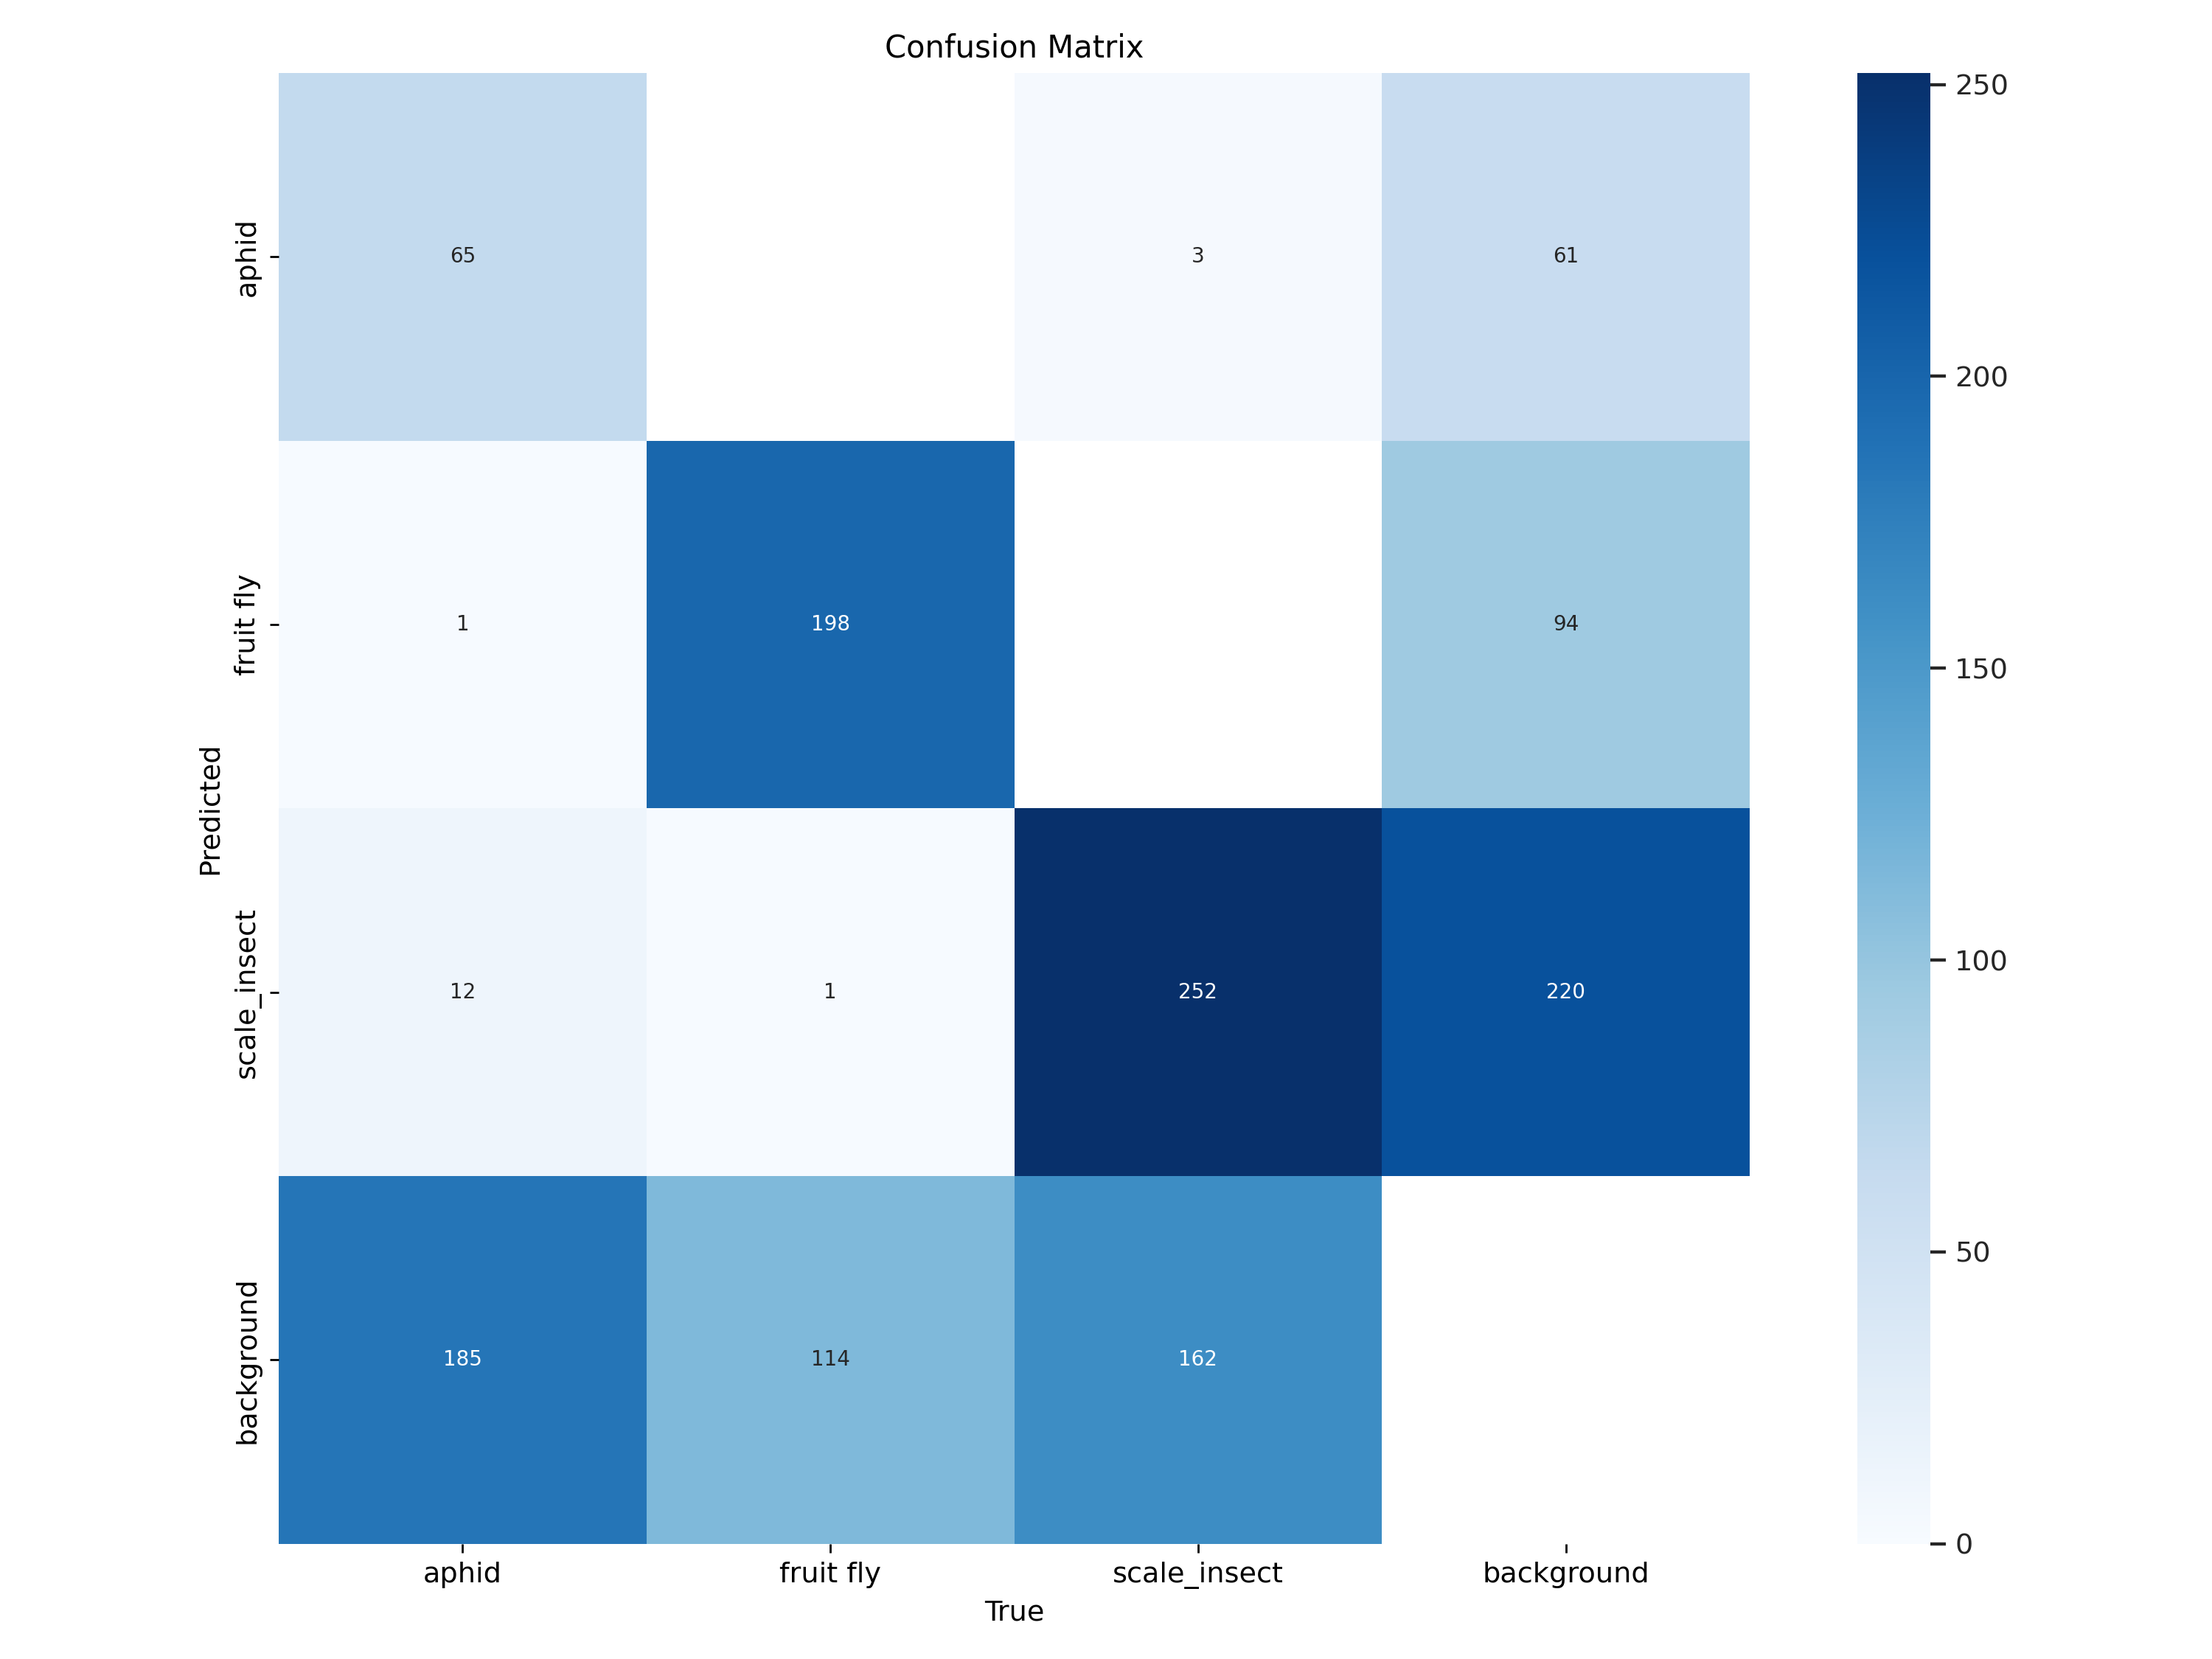 Confusion Matrix
Predicted
aphid
65
3
61
fruit fly
1
198
94
scale_insect
12
1
252
220
background
185
114
162
aphid
fruit fly
scale_insect
background
True
250
200
150
100
50
0